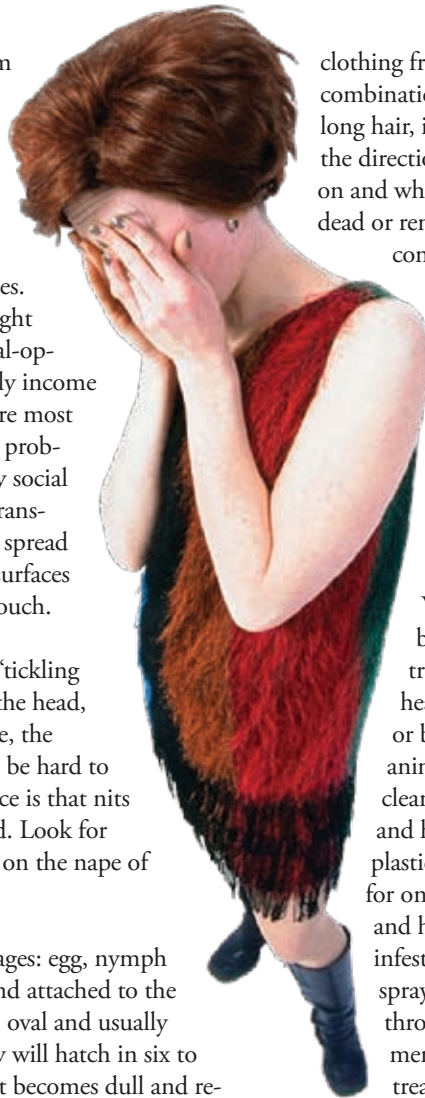 m
es.
ght
al-op-
ly income
re most
prob-
y social
rans-
spread
surfaces
ouch.
‘tickling
the head,
e, the
be hard to
ce is that nits
d. Look for
on the nape of
ages: egg, nymph
nd attached to the
oval and usually
y will hatch in six to
t becomes dull and re-
clothing fr
combinatio
long hair, i
the directio
on and wh
dead or
con
b
tr
hea
or b
anim
clean
and h
plastic
for on
and h
infest
spray
thro
men
trea